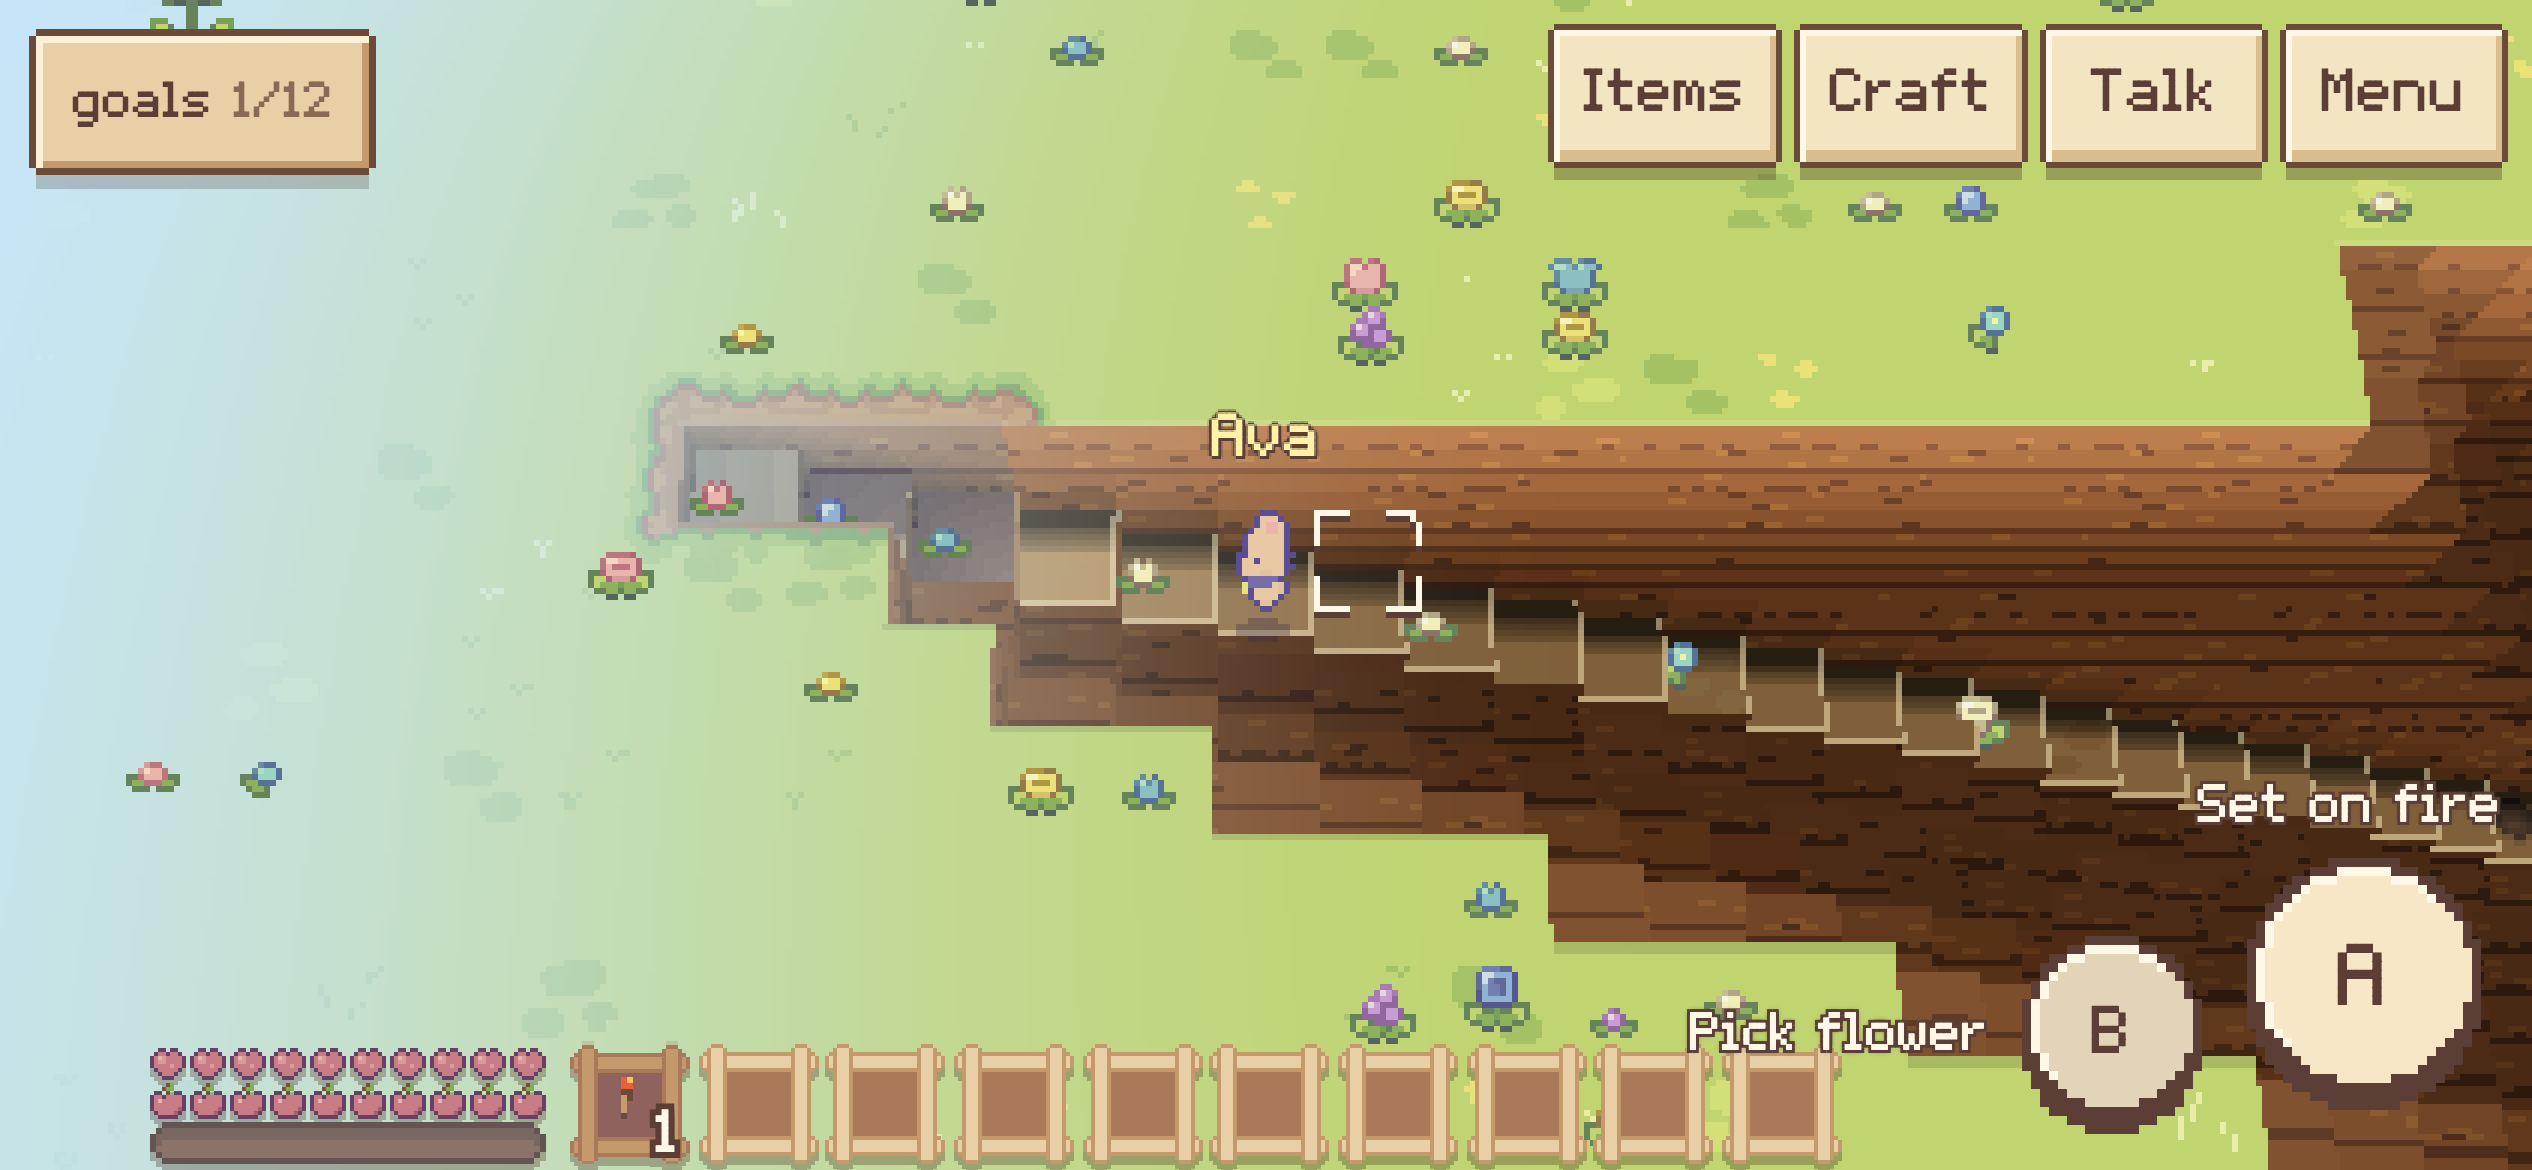 goals 1/12
Items
Craft
Talk
Menu
Ava
Set on fire
A
Pick flower
B
1